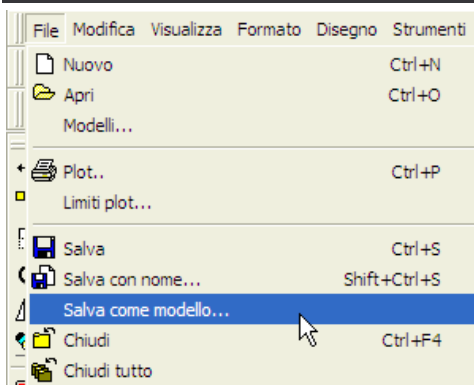 File Modifica Visualizza Formato Disegno Strumenti
Nuovo Ctrl+N
Apri Ctrl+O
Modelli...
Plot.. Ctrl+P
Limiti plot...
Salva Ctrl+S
Salva con nome... Shift+Ctrl+S
Salva come modello...
Chiudi Ctrl+F4
Chiudi tutto